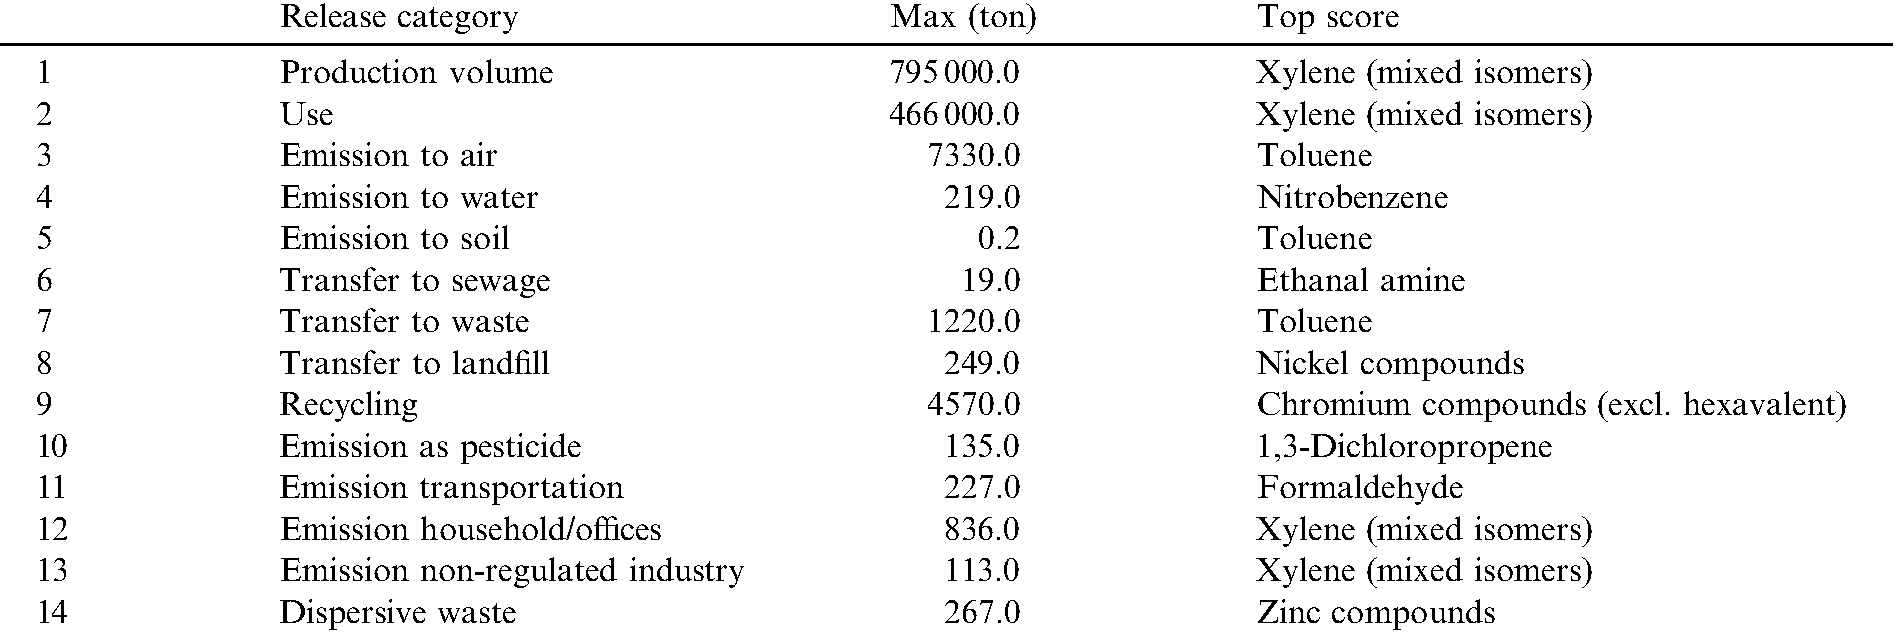 Release category Max (ton) Top score
1 Production volume 795 000.0 Xylene (mixed isomers)
2 Use 466 000.0 Xylene (mixed isomers)
3 Emission to air 7330.0 Toluene
4 Emission to water 219.0 Nitrobenzene
5 Emission to soil 0.2 Toluene
6 Transfer to sewage 19.0 Ethanal amine
7 Transfer to waste 1220.0 Toluene
8 Transfer to landfill 249.0 Nickel compounds
9 Recycling 4570.0 Chromium compounds (excl. hexavalent)
10 Emission as pesticide 135.0 1,3-Dichloropropene
11 Emission transportation 227.0 Formaldehyde
12 Emission household/offices 836.0 Xylene (mixed isomers)
13 Emission non-regulated industry 113.0 Xylene (mixed isomers)
14 Dispersive waste 267.0 Zinc compounds